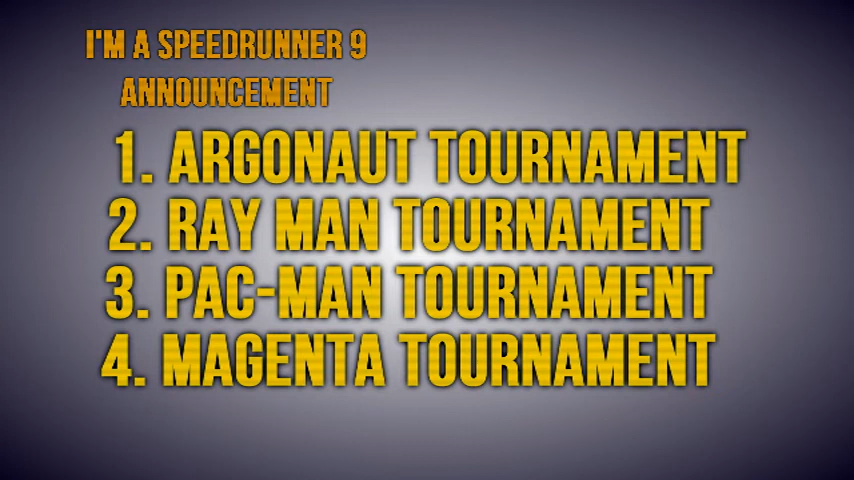 I'M A SPEEDRUNNER 9
ANNOUNCEMENT
1. ARGONAUT TOURNAMENT
2. RAY MAN TOURNAMENT
3. PAC-MAN TOURNAMENT
4. MAGENTA TOURNAMENT